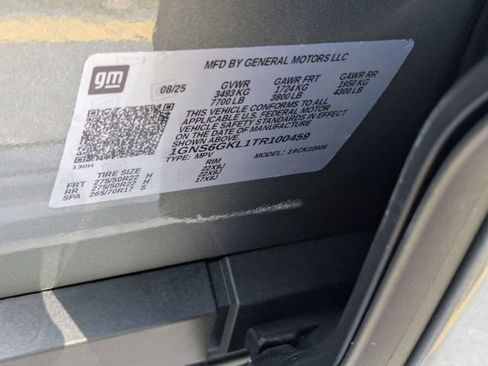 gm
MFD BY GENERAL MOTORS LLC
08/25 GVWR GAWR FRT GAWR RR
3493 KG 1724 KG 1950 KG
7700 LB 3800 LB 4300 LB
THIS VEHICLE CONFORMS TO ALL
APPLICABLE U.S. FEDERAL MOTOR
VEHICLE SAFETY STANDARDS IN EFFECT
ON THE DATE OF MANUFACTURE
SHOWN ABOVE.
1GNS6GKL1TR100459
TYPE: MPV MODEL:
130H
TIRE SIZE RIM
FRT 275/50R22 H 22X9J
RR 275/50R22 H 22X9J
SPA 265/70R17 S 17X8J